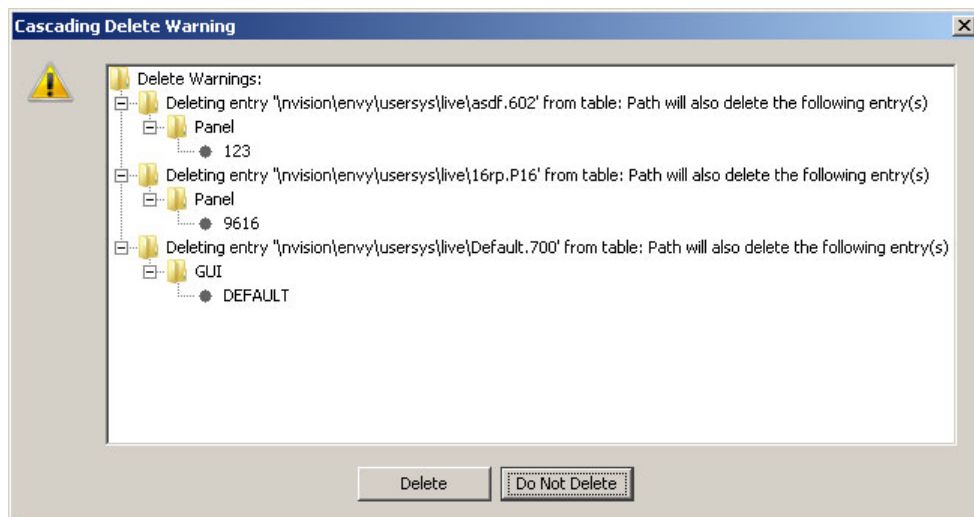 Cascading Delete Warning
Delete Warnings:
Deleting entry "\nvision\envy\usersys\live\asdf.602' from table: Path will also delete the following entry(s)
Panel
123
Deleting entry "\nvision\envy\usersys\live\16rp.P16' from table: Path will also delete the following entry(s)
Panel
9616
Deleting entry "\nvision\envy\usersys\live\Default.700' from table: Path will also delete the following entry(s)
GUI
DEFAULT
Delete Do Not Delete